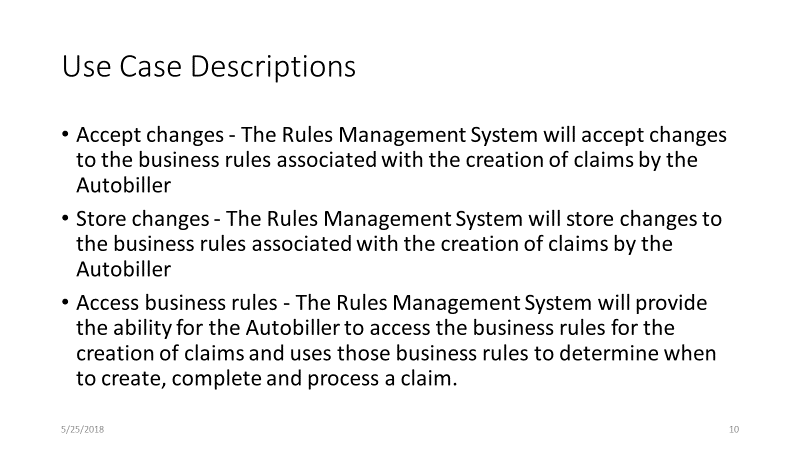 Use Case Descriptions
• Accept changes - The Rules Management System will accept changes
to the business rules associated with the creation of claims by the
Autobiller
• Store changes - The Rules Management System will store changes to
the business rules associated with the creation of claims by the
Autobiller
• Access business rules - The Rules Management System will provide
the ability for the Autobiller to access the business rules for the
creation of claims and uses those business rules to determine when
to create, complete and process a claim.
5/25/2018
10